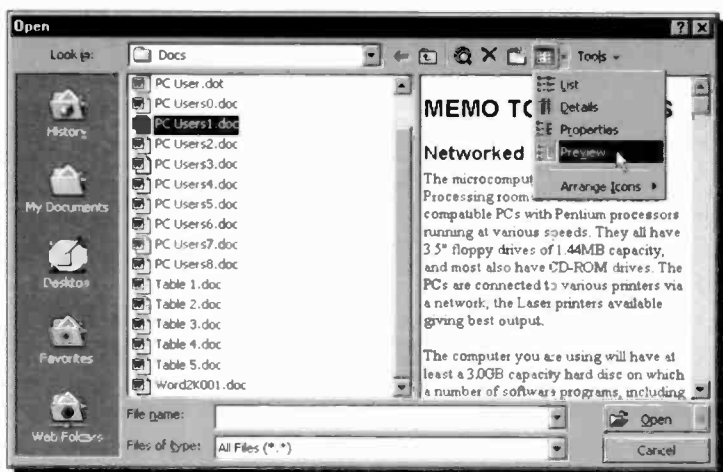 Open
Look in:
Docs
Tools
History
My Documents
Desktop
Favorites
Web Folders
PC User.dot
PC Users0.doc
PC Users1.doc
PC Users2.doc
PC Users3.doc
PC Users4.doc
PC Users5.doc
PC Users6.doc
PC Users7.doc
PC Users8.doc
Table 1.doc
Table 2.doc
Table 3.doc
Table 4.doc
Table 5.doc
Word2K001.doc
List
Details
Properties
Preview
Arrange Icons
MEMO S
Networked
The microcomput
Processing room
compatible PCs with Pentium processors
running at various speeds. They all have
3.5" floppy drives of 1.44MB capacity,
and most also have CD-ROM drives. The
PCs are connected to various printers via
a network, the Laser printers available
giving best output.
The computer you are using will have at
least a 3.0GB capacity hard disc on which
a number of software programs, including
File name:
Open
Files of type: All Files (*.*)
Cancel